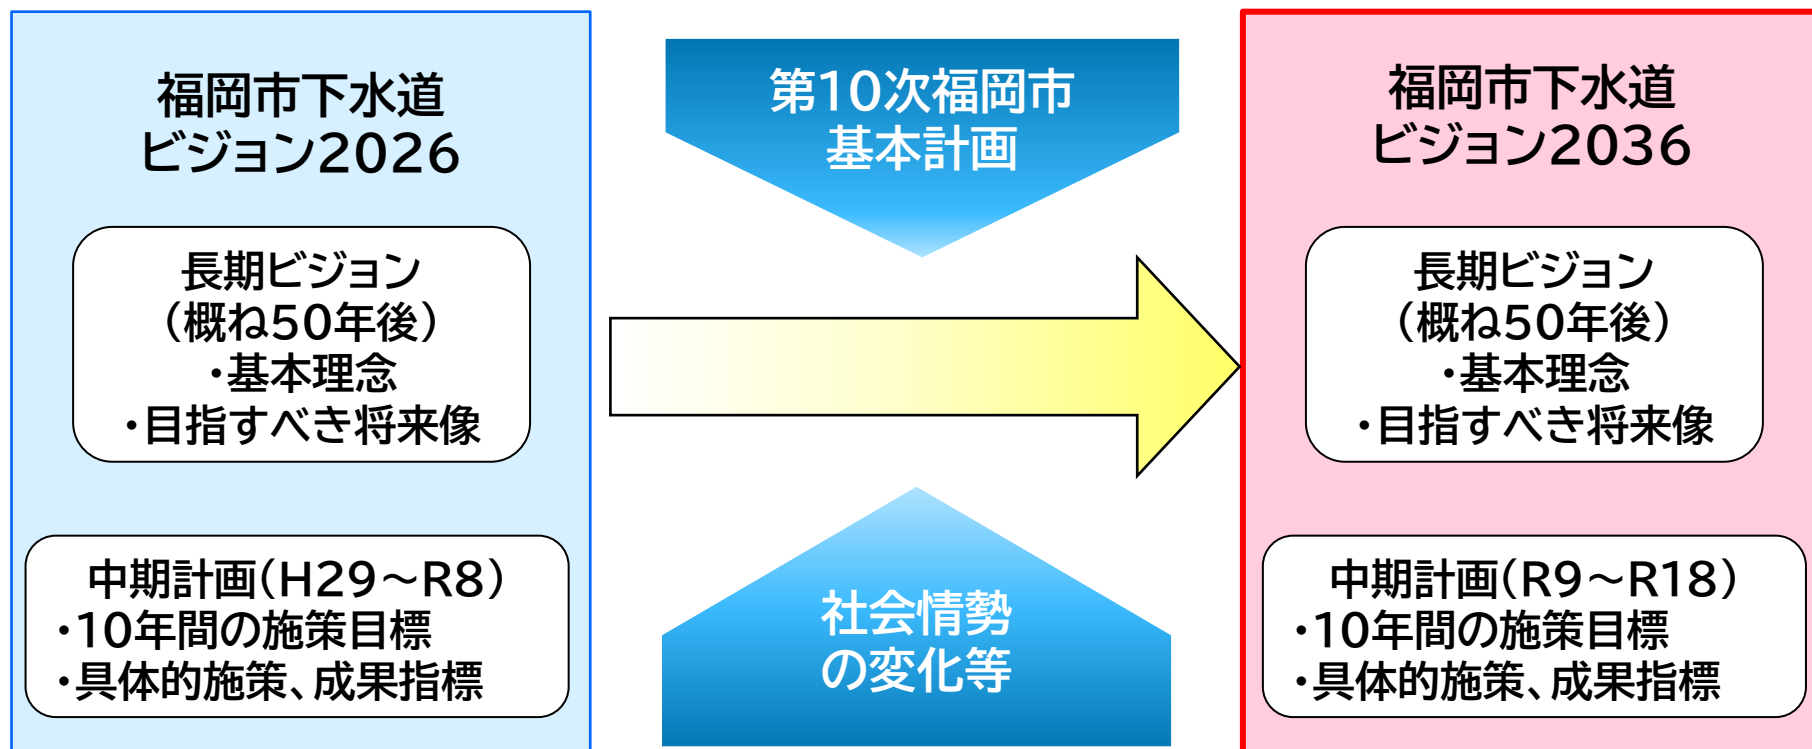 福岡市下水道
ビジョン2026
長期ビジョン
（概ね50年後）
・基本理念
・目指すべき将来像
中期計画（H29～R8）
・10年間の施策目標
・具体的施策、成果指標
第10次福岡市
基本計画
社会情勢
の変化等
福岡市下水道
ビジョン2036
長期ビジョン
（概ね50年後）
・基本理念
・目指すべき将来像
中期計画（R9～R18）
・10年間の施策目標
・具体的施策、成果指標